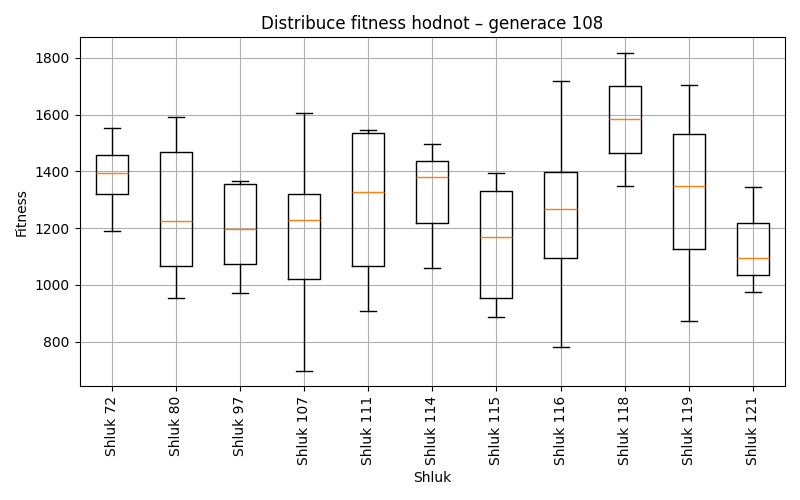 Distribuce fitness hodnot – generace 108
Fitness
1800
1600
1400
1200
1000
800
Shluk 72
Shluk 80
Shluk 97
Shluk 107
Shluk 111
Shluk 114
Shluk 115
Shluk 116
Shluk 118
Shluk 119
Shluk 121
Shluk